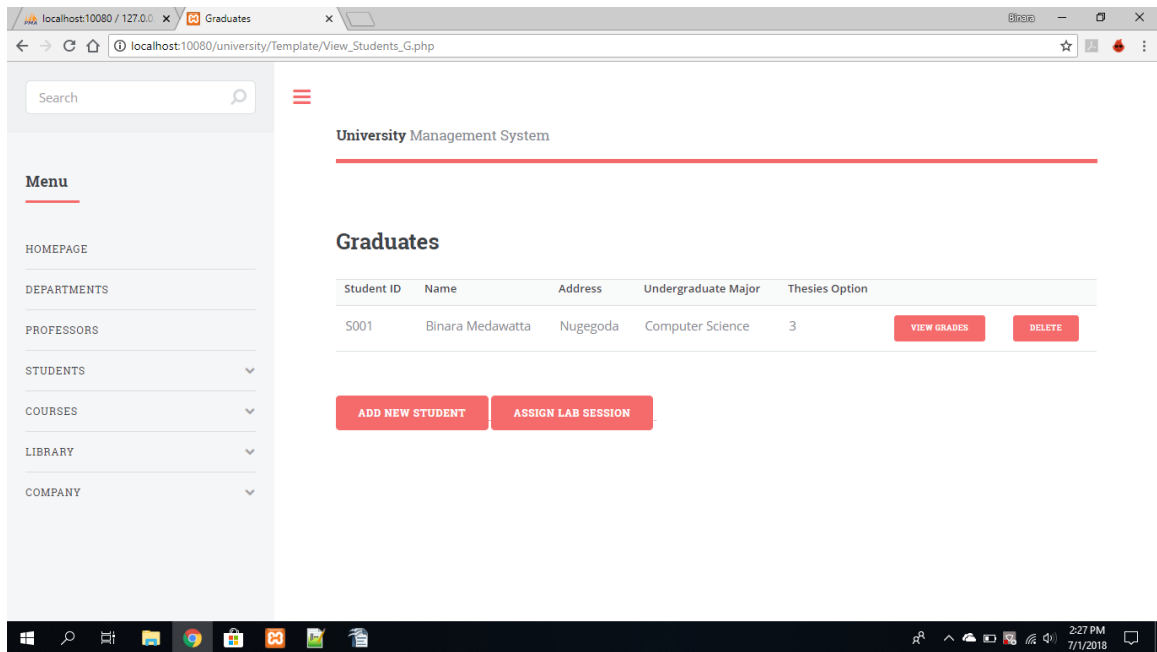 localhost:10080 / 127.0.0
Graduates
Binara
localhost:10080/university/Template/View_Students_G.php
Search
University Management System
Menu
HOMEPAGE
DEPARTMENTS
PROFESSORS
STUDENTS
COURSES
LIBRARY
COMPANY
Graduates
Student ID Name Address Undergraduate Major Thesies Option
S001 Binara Medawatta Nugegoda Computer Science 3 VIEW GRADES DELETE
ADD NEW STUDENT ASSIGN LAB SESSION
2:27 PM
7/1/2018